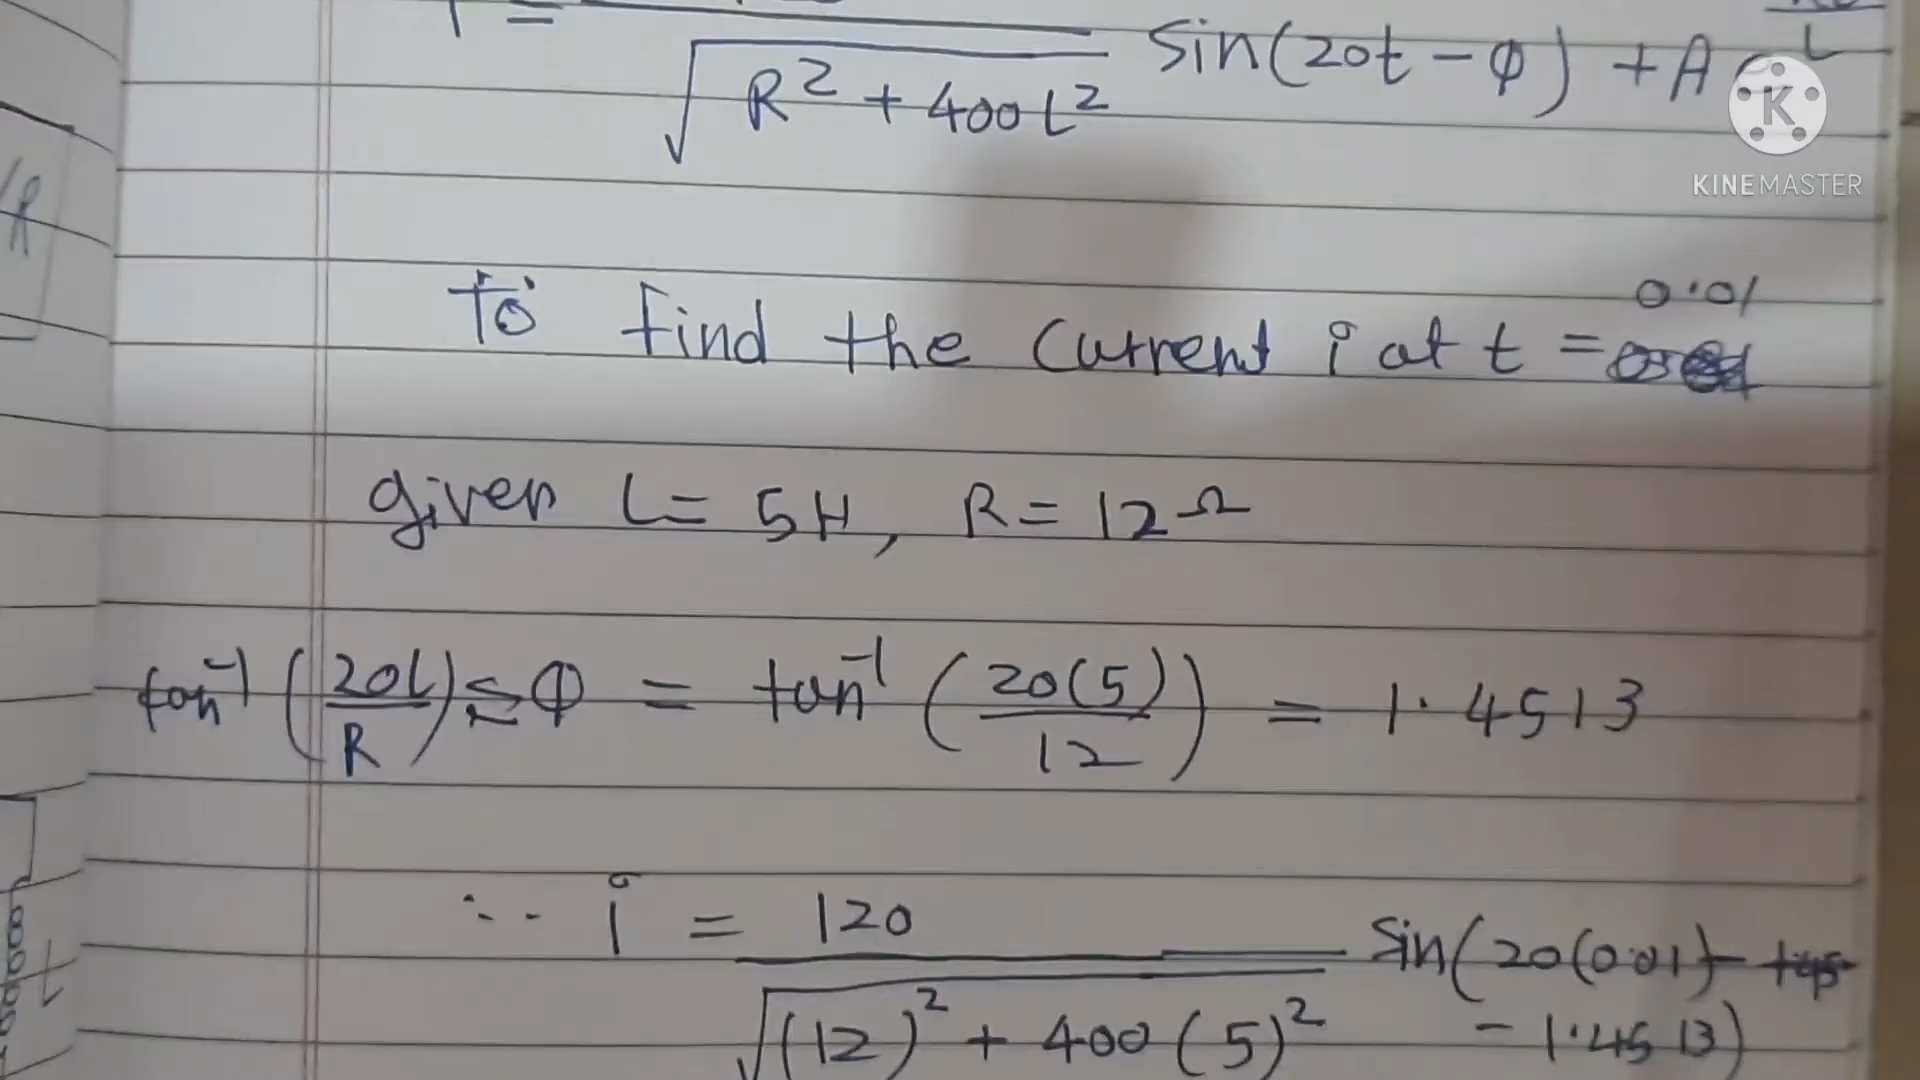 i = sin(20t - φ) + A
√R² + 400L²
L
K
KINEMASTER
To find the current i at t = 0.01
given L = 5H, R = 12Ω
tan⁻¹ (20L/R) = φ = tan⁻¹ (20(5)/12) = 1.4513
∴ i = 120 sin(20(0.01)
√(12)² + 400(5)² - 1.4513)